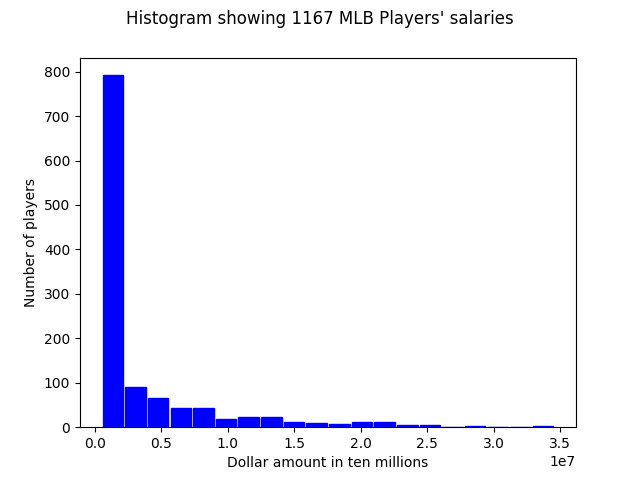 Histogram showing 1167 MLB Players' salaries
800
700
600
500
400
300
200
100
0
Number of players
0.0 0.5 1.0 1.5 2.0 2.5 3.0 3.5
1e7
Dollar amount in ten millions